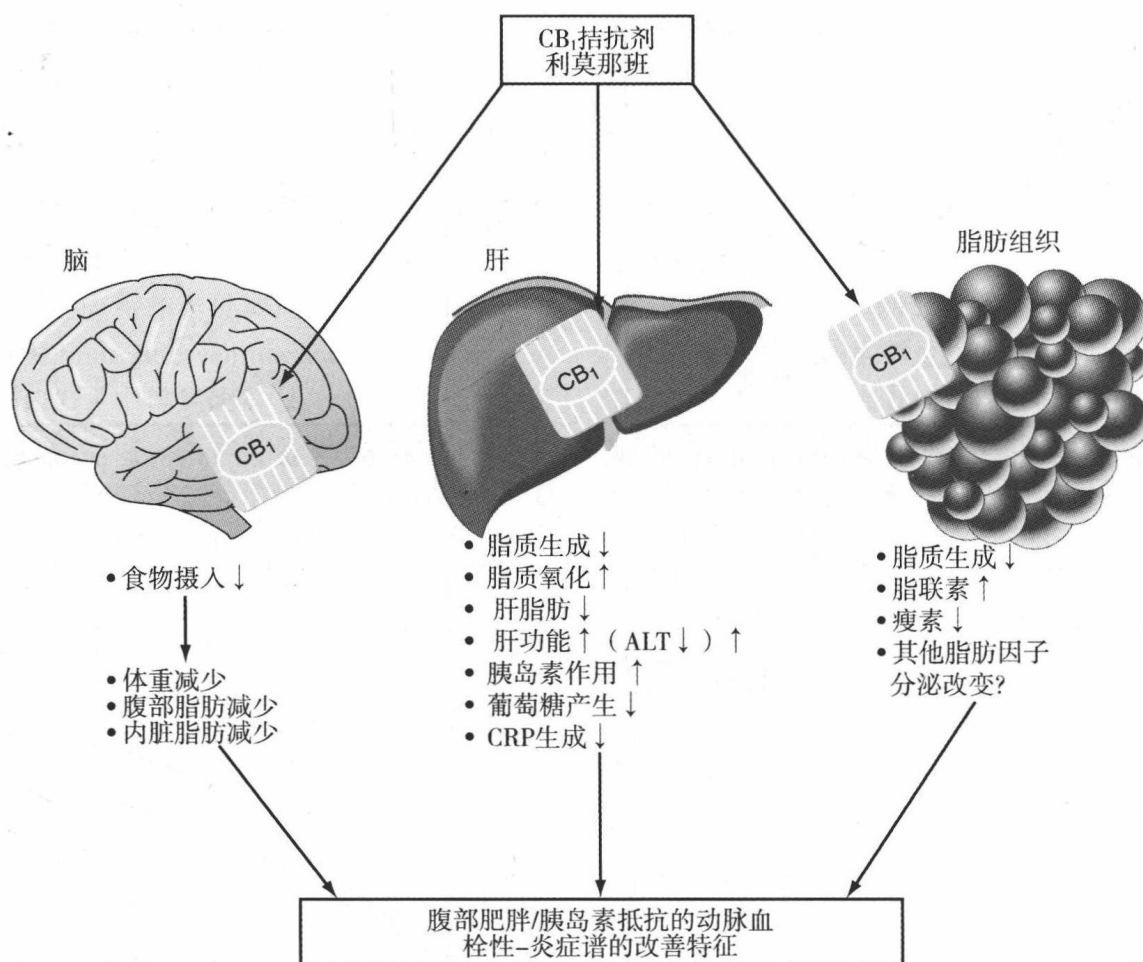 CB₁拮抗剂
利莫那班
脑
肝
脂肪组织
CB₁
CB₁
CB₁
• 食物摄入↓
• 体重减少
• 腹部脂肪减少
• 内脏脂肪减少
• 脂质生成↓
• 脂质氧化↑
• 肝脂肪↓
• 肝功能↑（ALT↓）↑
• 胰岛素作用 ↑
• 葡萄糖产生↓
• CRP生成↓
• 脂质生成↓
• 脂联素↑
• 瘦素↓
• 其他脂肪因子
分泌改变?
腹部肥胖/胰岛素抵抗的动脉血
栓性–炎症谱的改善特征